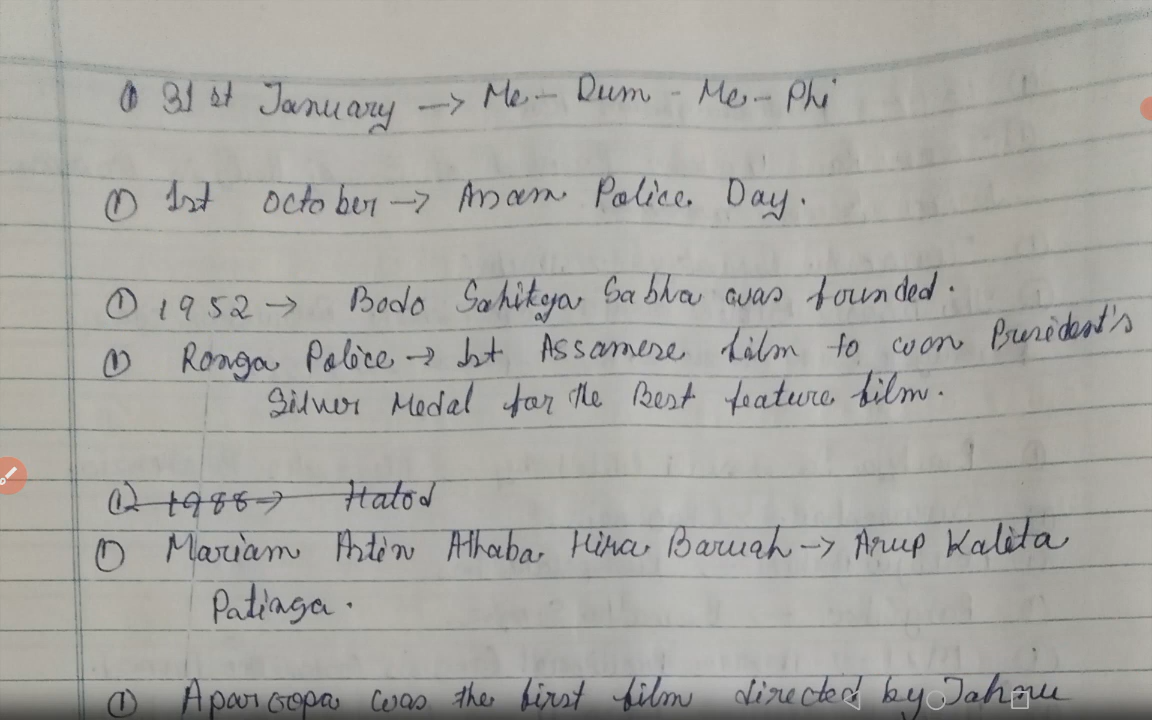 ① 31st January → Me-Dum-Me-Phi
① 1st October → Assam Police Day.
① 1952 → Bodo Sahitya Sabha was founded.
① Ronga Police → 1st Assamese film to won President's
Silver Medal for the Best feature film.
① 1988 → Halod
① Mariam Astin Athaba Hira Baruah → Arup Kalita
Patinga.
① Aparoopa was the first film directed by Jahnu